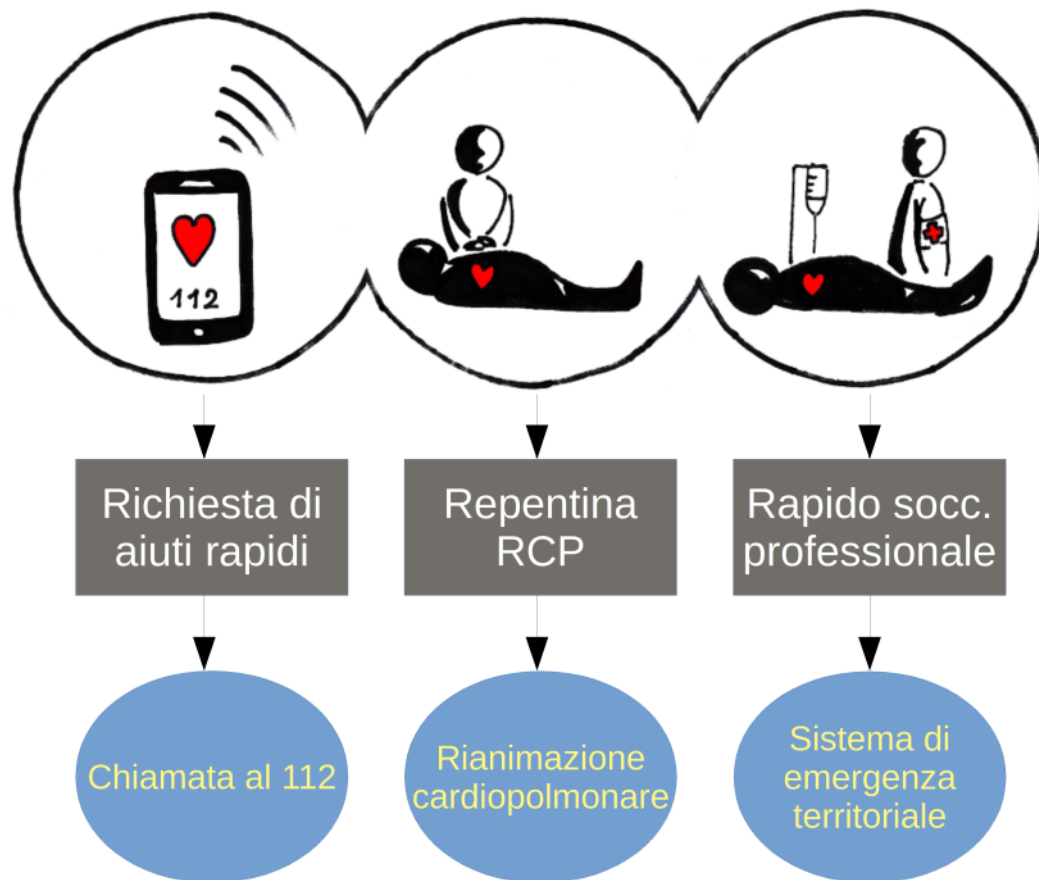 112
Richiesta di
aiuti rapidi
Repentina
RCP
Rapido socc.
professionale
Chiamata al 112
Rianimazione
cardiopolmonare
Sistema di
emergenza
territoriale